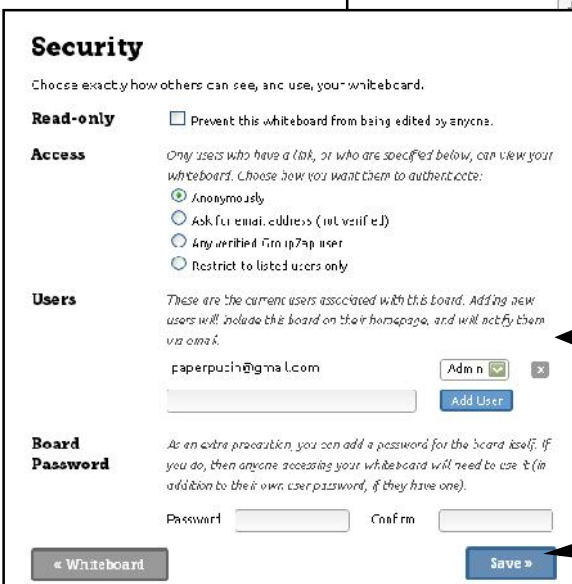 Security
Choose exactly how others can see, and use, your whiteboard.
Read-only
Prevent this whiteboard from being edited by anyone.
Access
Only users who have a link, or who are specified below, can view your
whiteboard. Choose how you want them to authenticate:
Anonymously
Ask for email address (not verified)
Any verified GroupZap user
Restrict to listed users only
Users
These are the current users associated with this board. Adding new
users will include this board on their homepage, and will notify them
via email.
Admin
x
Add User
Board
Password
As an extra precaution, you can add a password for the board itself. If
you do, then anyone accessing your whiteboard will need to use it (in
addition to their own user password, if they have one).
Password Confirm
« Whiteboard
Save »